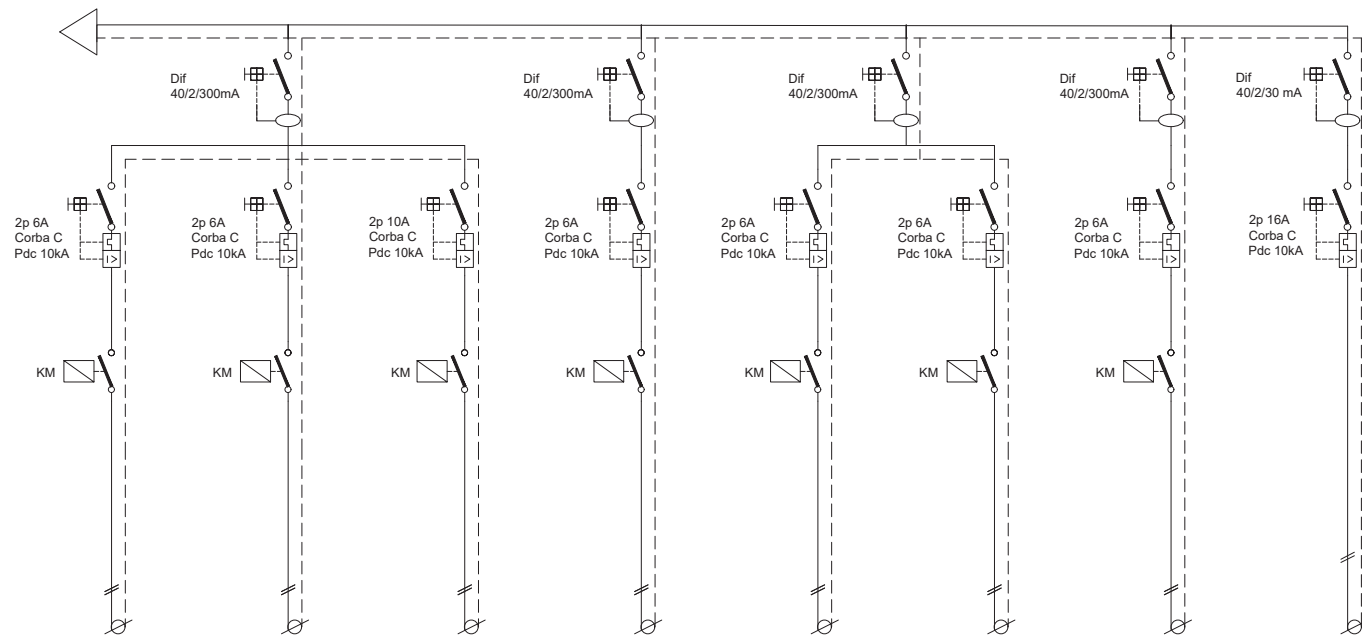 Dif
40/2/300mA
Dif
40/2/300mA
Dif
40/2/300mA
Dif
40/2/300mA
Dif
40/2/30 mA
2p 6A
Corba C
Pdc 10kA
2p 6A
Corba C
Pdc 10kA
2p 10A
Corba C
Pdc 10kA
2p 6A
Corba C
Pdc 10kA
2p 6A
Corba C
Pdc 10kA
2p 6A
Corba C
Pdc 10kA
2p 6A
Corba C
Pdc 10kA
2p 16A
Corba C
Pdc 10kA
I>
I>
I>
I>
I>
I>
I>
I>
KM
KM
KM
KM
KM
KM
KM